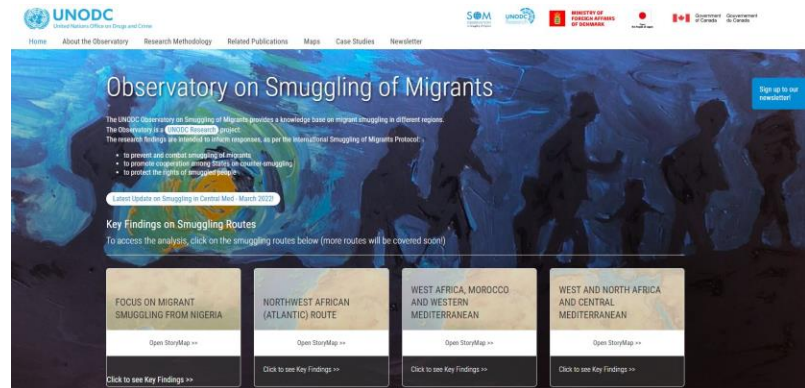 UNODC
United Nations Office on Drugs and Crime
SOM
UNODC
Research
MINISTRY OF
FOREIGN AFFAIRS
OF DENMARK
Government
of Canada
Gouvernement
du Canada
Home About the Observatory Research Methodology Related Publications Maps Case Studies Newsletter
Observatory on Smuggling of Migrants
Sign up to our
newsletter!
The UNODC Observatory on Smuggling of Migrants provides a knowledge base on migrant smuggling in different regions.
The Observatory is a UNODC Research project.
The research findings are intended to inform responses, as per the International Smuggling of Migrants Protocol:
• to prevent and combat smuggling of migrants
• to promote cooperation among States on counter-smuggling
• to protect the rights of smuggled people
Latest Update on Smuggling in Central Med - March 2022!
Key Findings on Smuggling Routes
To access the analysis, click on the smuggling routes below (more routes will be covered soon!)
FOCUS ON MIGRANT
SMUGGLING FROM NIGERIA
Open StoryMap >>
Click to see Key Findings >>
NORTHWEST AFRICAN
(ATLANTIC) ROUTE
Open StoryMap >>
Click to see Key Findings >>
WEST AFRICA, MOROCCO
AND WESTERN
MEDITERRANEAN
Open StoryMap >>
Click to see Key Findings >>
WEST AND NORTH AFRICA
AND CENTRAL
MEDITERRANEAN
Open StoryMap >>
Click to see Key Findings >>